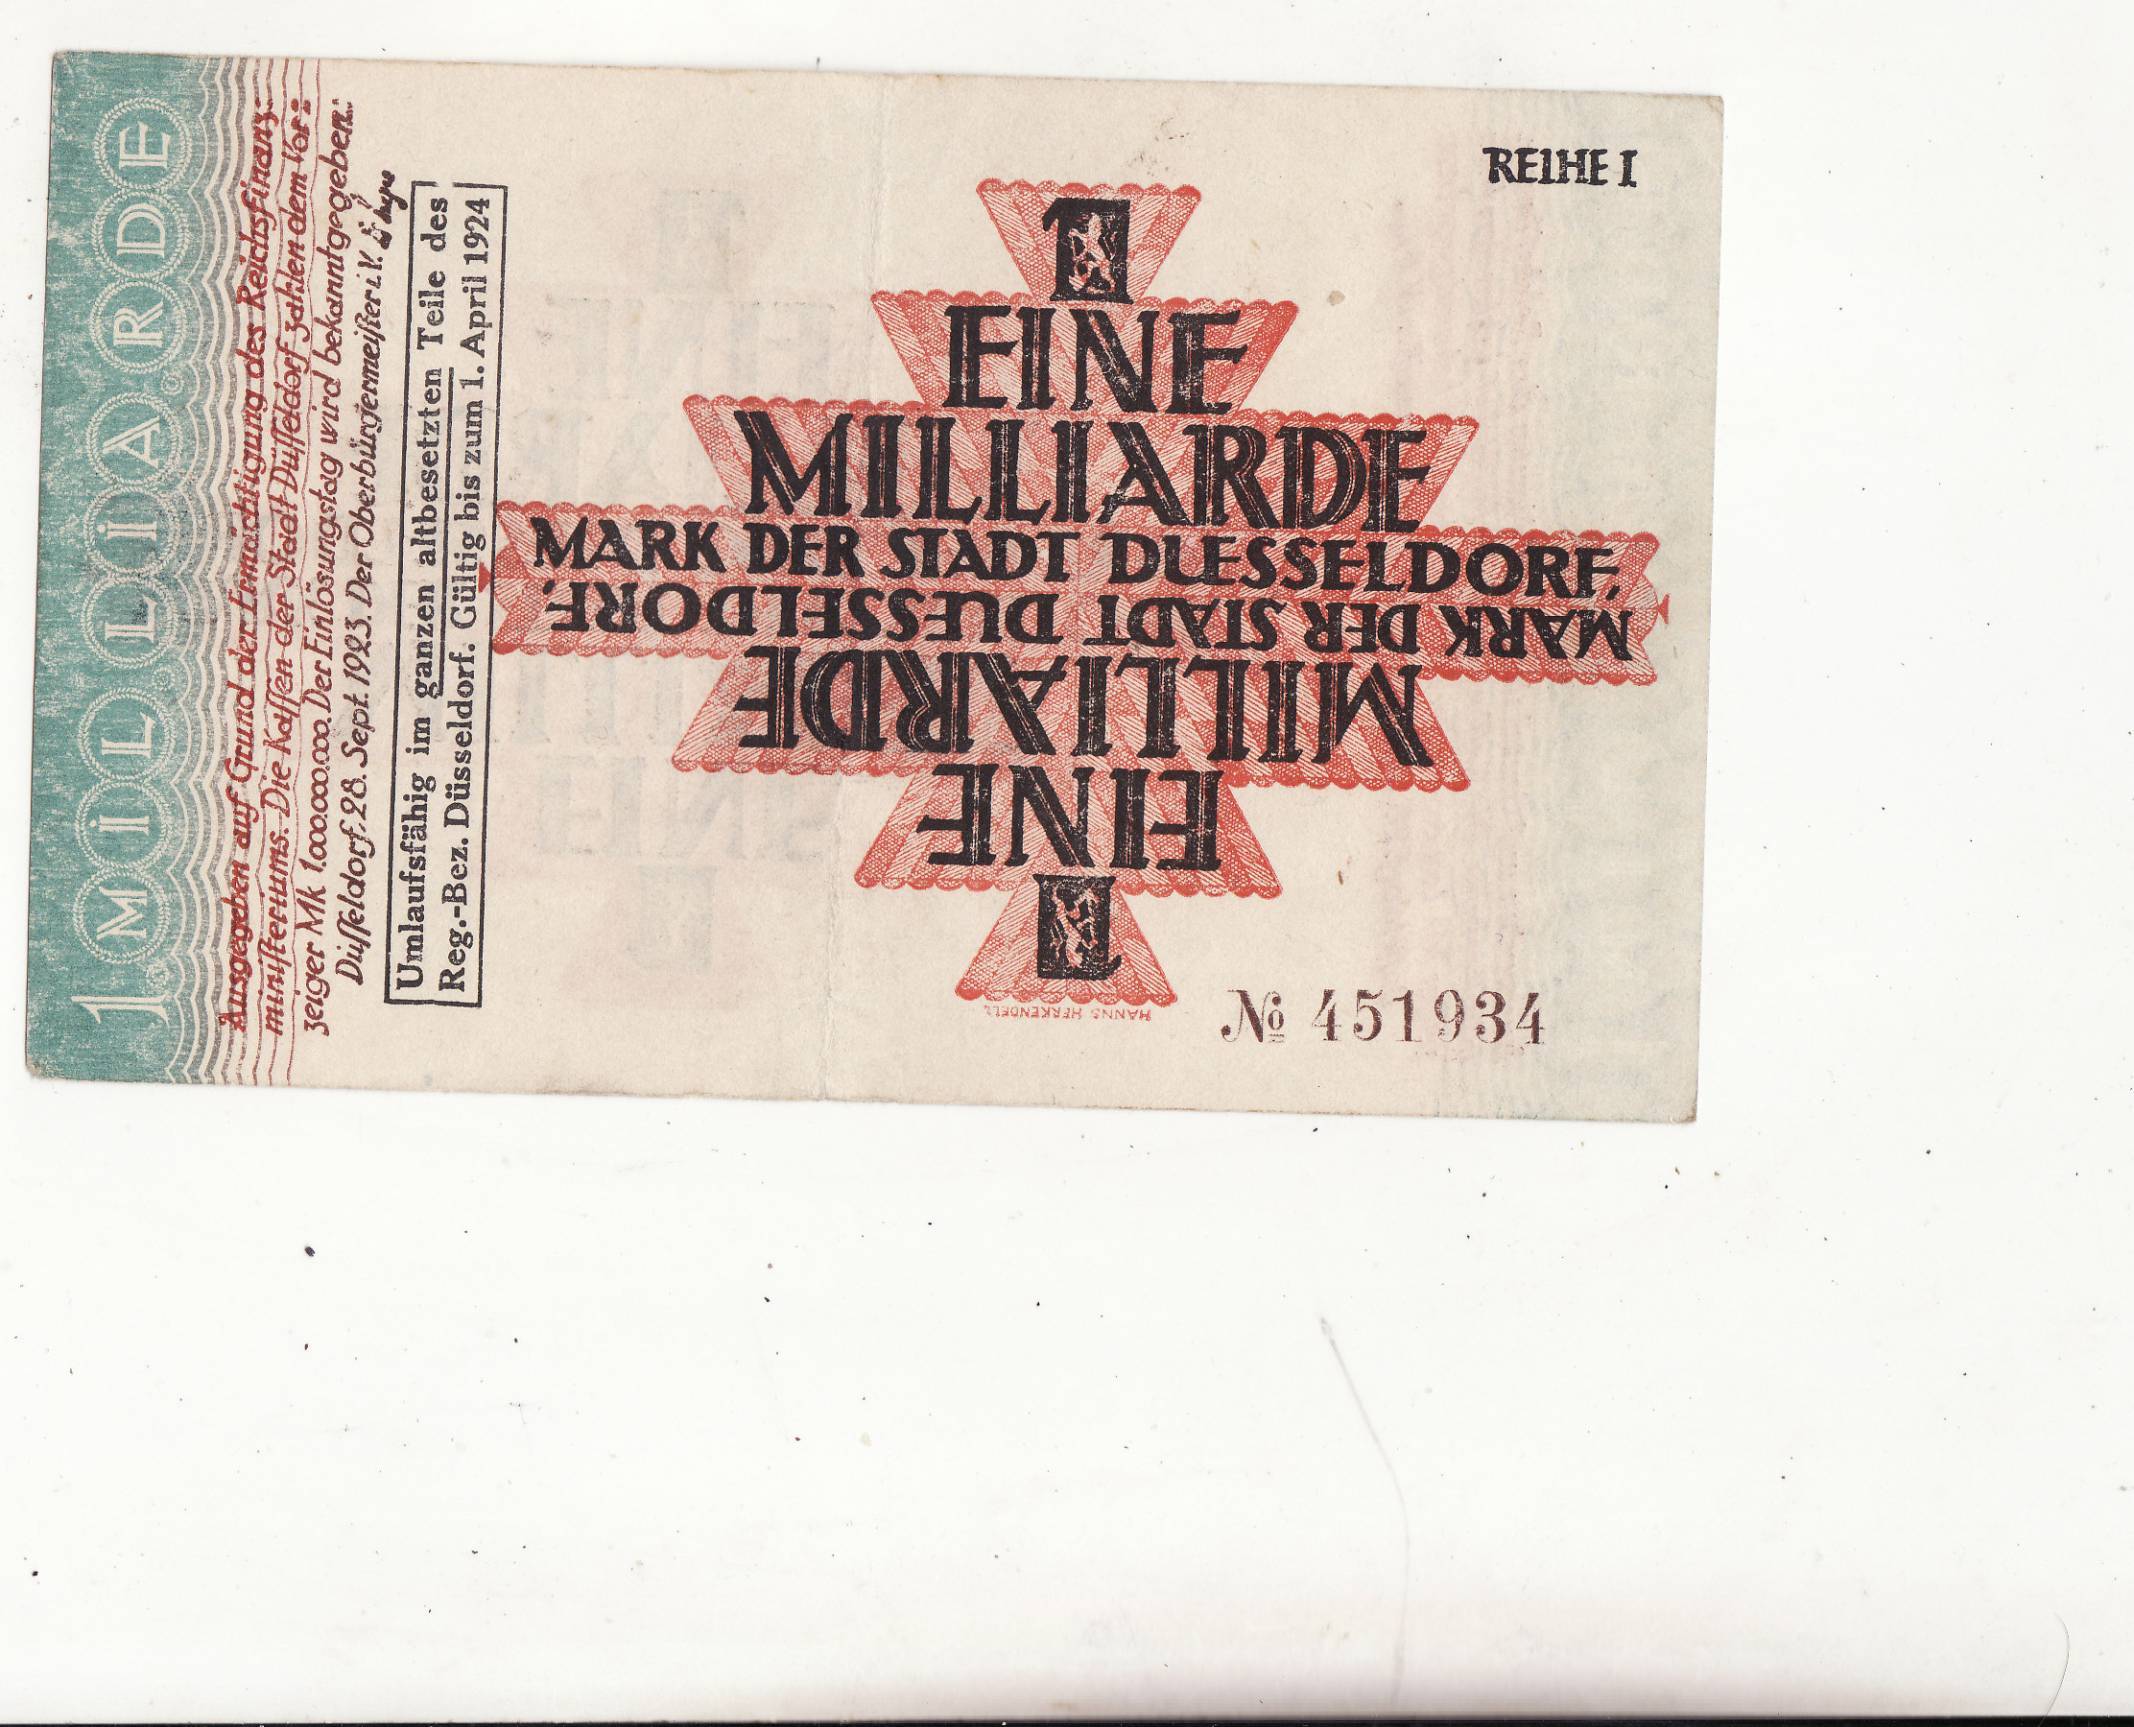 1 MİLLİARDE
Ausgegeben auf Grund der Ermächtigung des Reichsfinanz-
ministeriums. Die Kassen der Stadt Düsseldorf zahlen dem Vor-
zeiger Mk 1.000.000.000. Der Einlösungstag wird bekanntgegeben.
Düsseldorf, 28. Sept. 1923. Der Oberbürgermeister i. V.
Umlaufsfähig im ganzen altbesetzten Teile des
Reg.-Bez. Düsseldorf. Gültig bis zum 1. April 1924
REIHE I
1
EINE
MILLIARDE
MARK DER STADT DUESSELDORF.
MARK DER STADT DUESSELDORF.
MILLIARDE
EINE
1
HANNS HERKENDELL
№ 451934